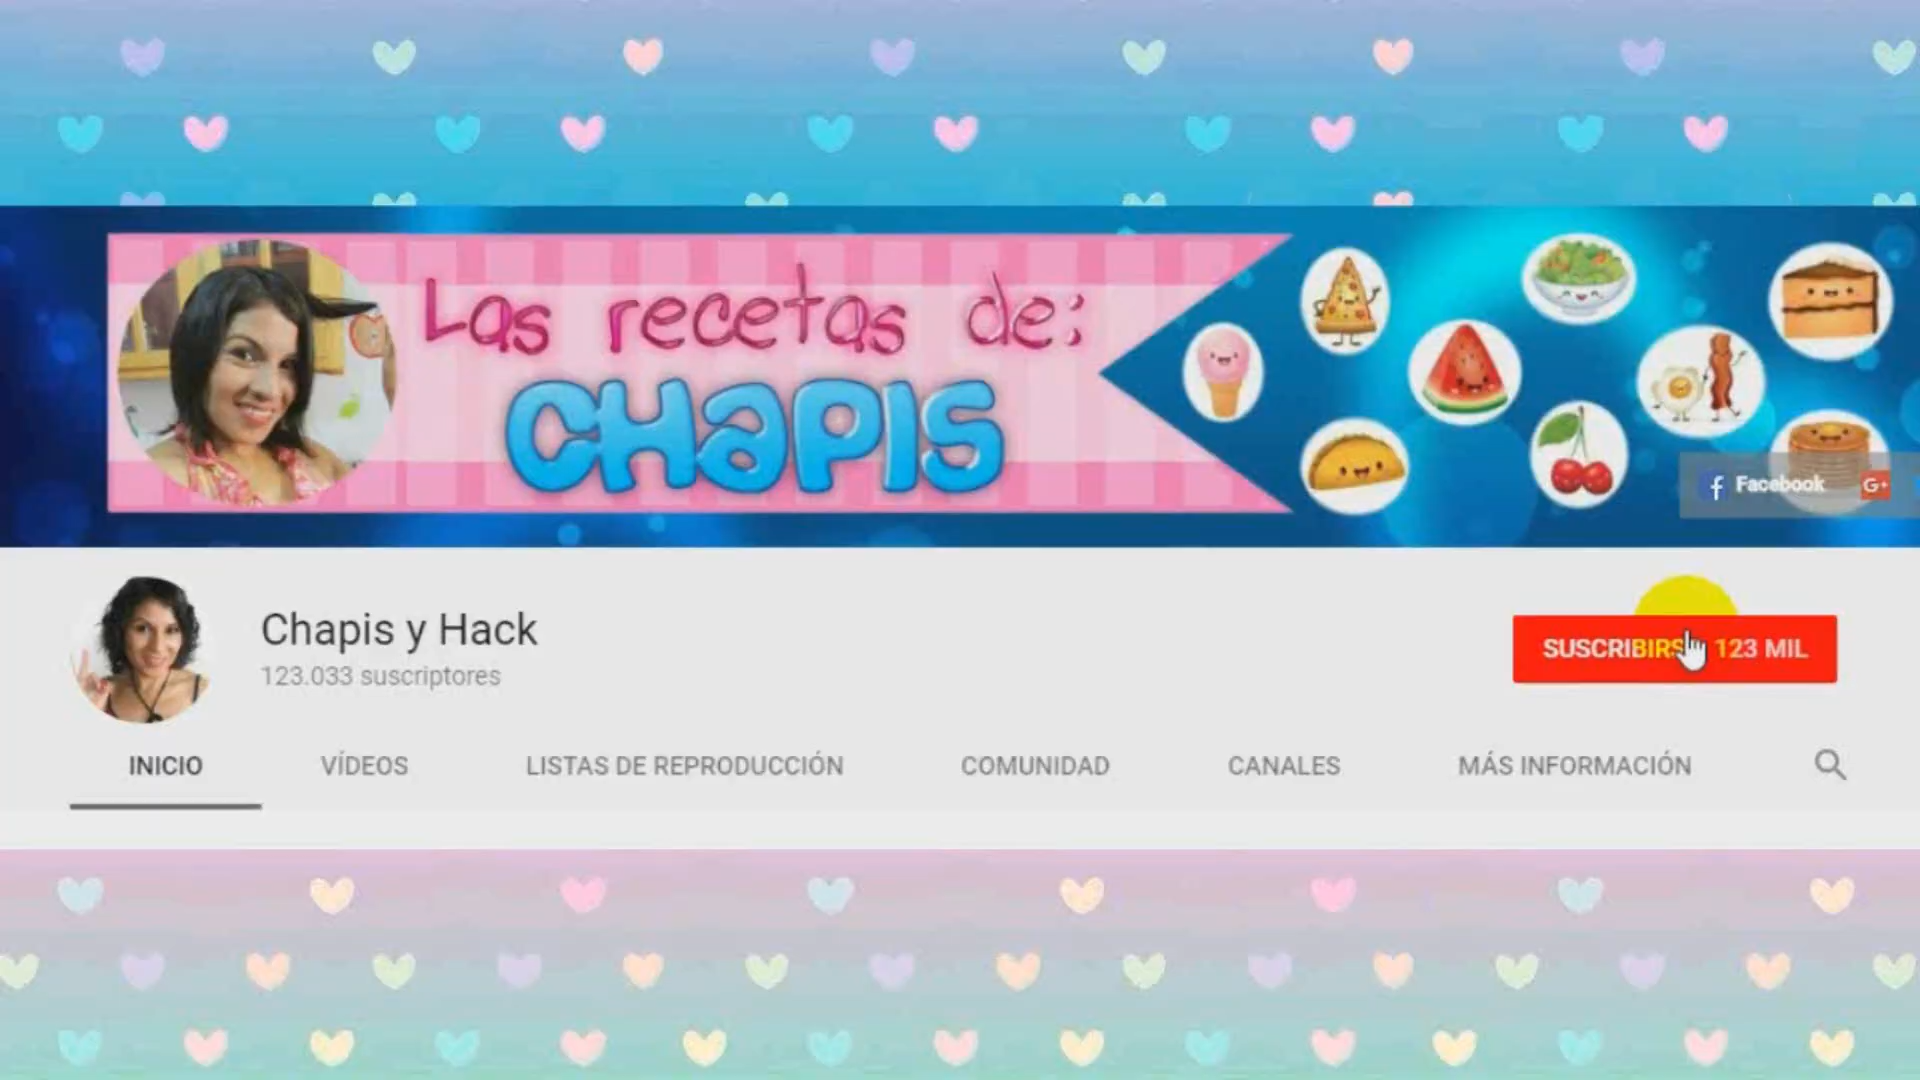 Las recetas de:
CHAPIS
Facebook
G+
Chapis y Hack
123.033 suscriptores
SUSCRIBIRS 123 MIL
INICIO VÍDEOS LISTAS DE REPRODUCCIÓN COMUNIDAD CANALES MÁS INFORMACIÓN